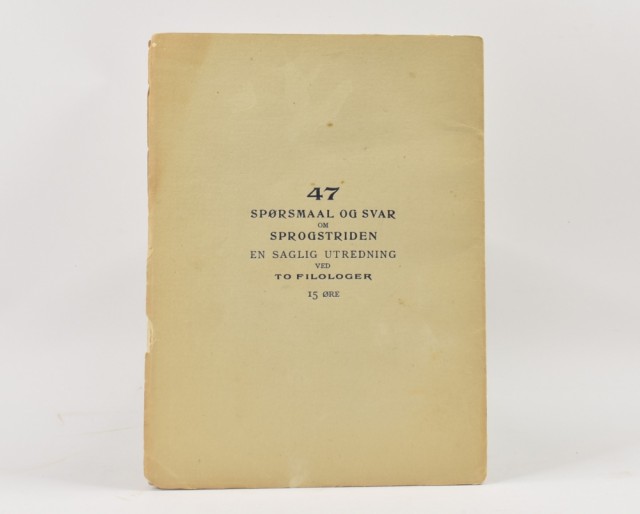 47
SPØRSMAAL OG SVAR
OM
SPROGSTRIDEN
EN SAGLIG UTREDNING
VED
TO FILOLOGER
15 ØRE